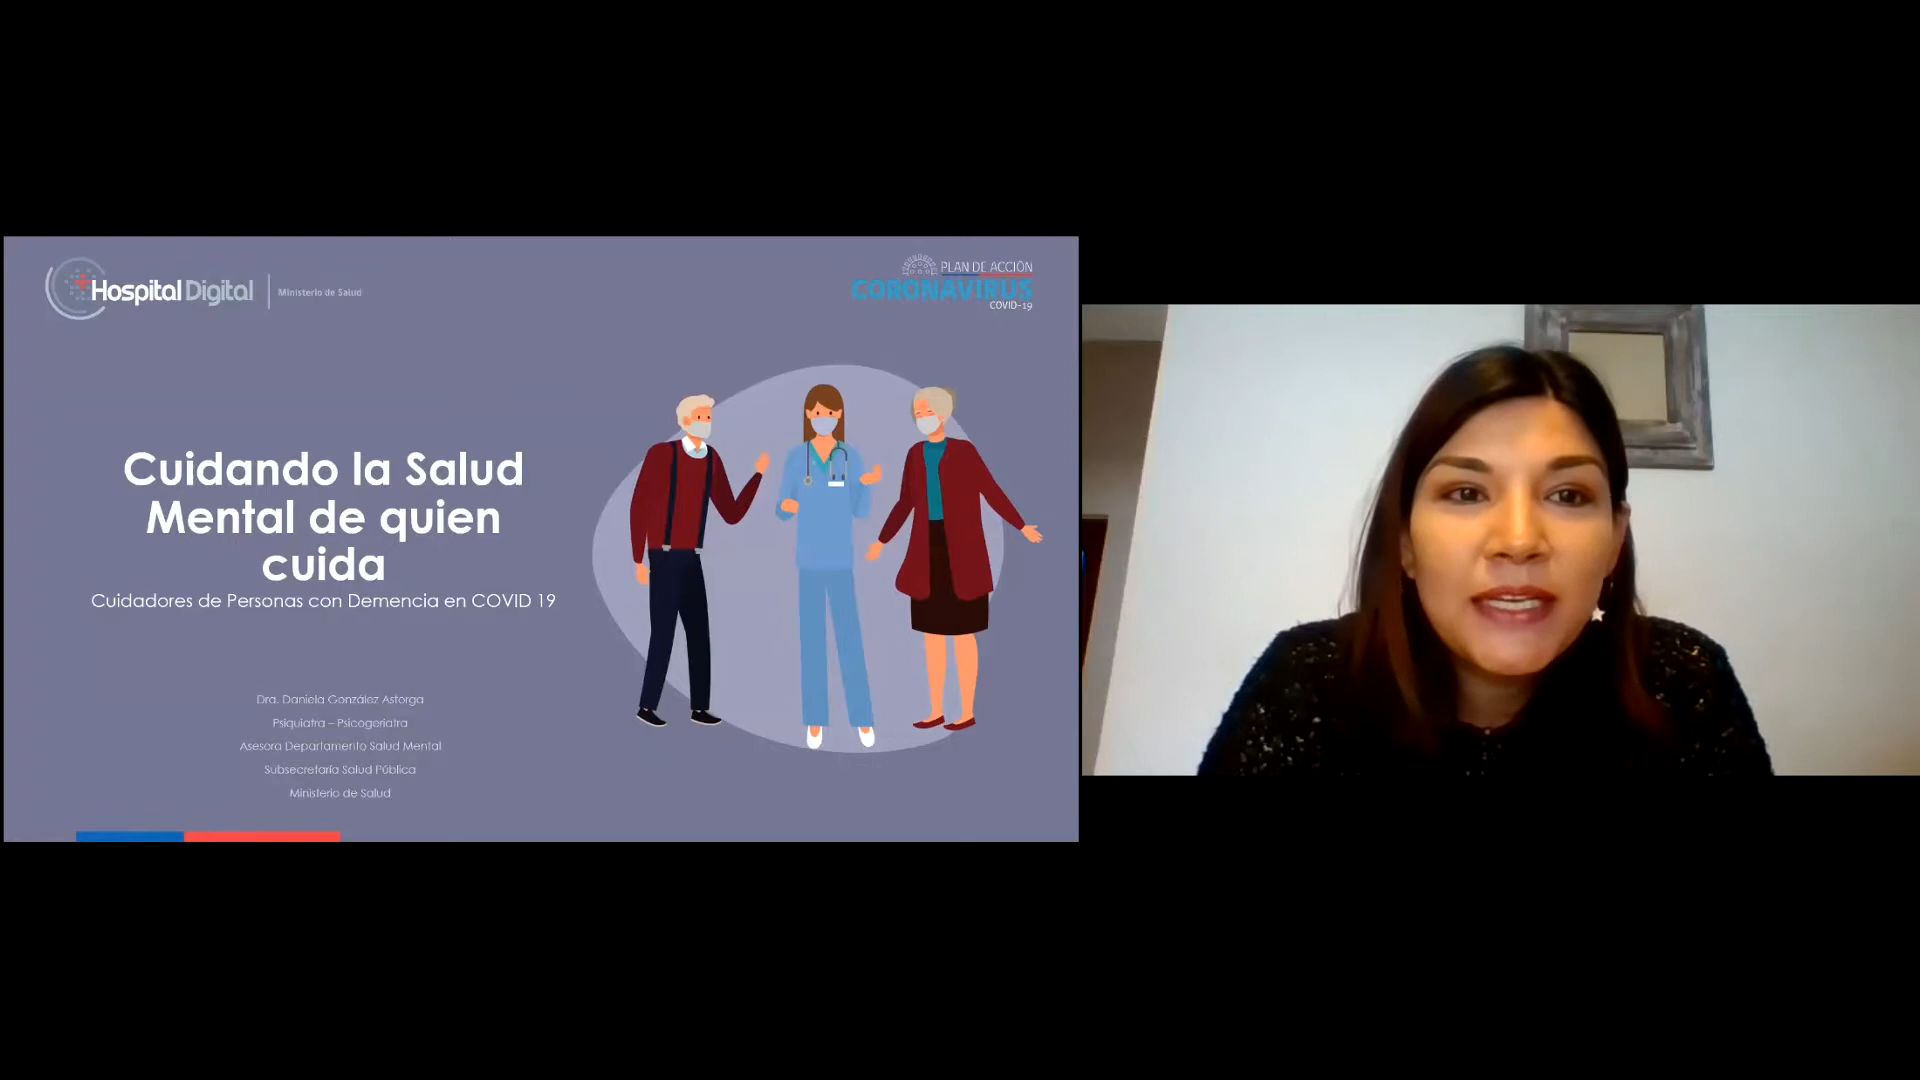 Hospital Digital
Ministerio de Salud
PLAN DE ACCIÓN
CORONAVIRUS
COVID-19
Cuidando la Salud
Mental de quien
cuida
Cuidadores de Personas con Demencia en COVID 19
Dra. Daniela González Astorga
Psiquiatra – Psicogeriatra
Asesora Departamento Salud Mental
Subsecretaría Salud Pública
Ministerio de Salud